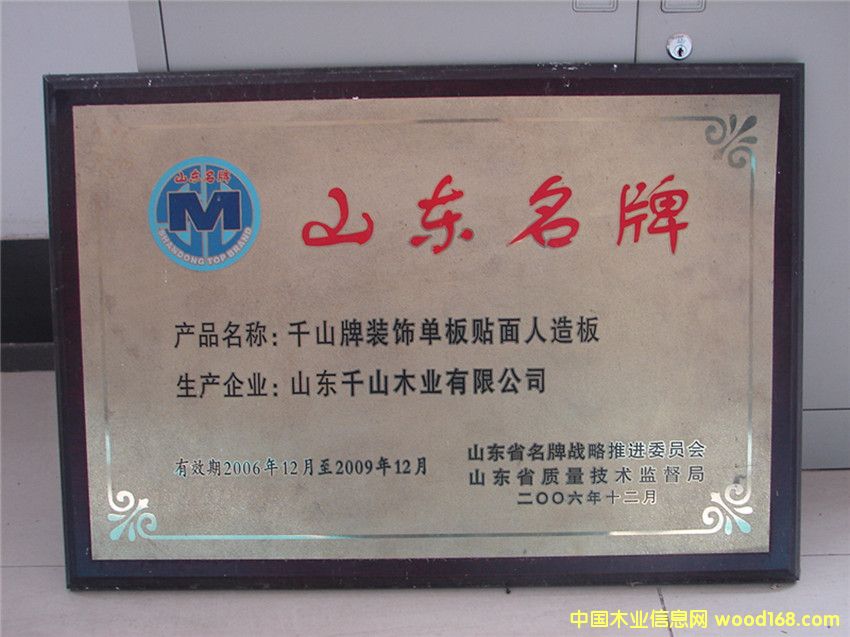 山东名牌
M
SHANDONG TOP BRAND
山东名牌
产品名称：千山牌装饰单板贴面人造板
生产企业：山东千山木业有限公司
有效期2006年12月至2009年12月
山东省名牌战略推进委员会
山东省质量技术监督局
二〇〇六年十二月
中国木业信息网 wood168.com